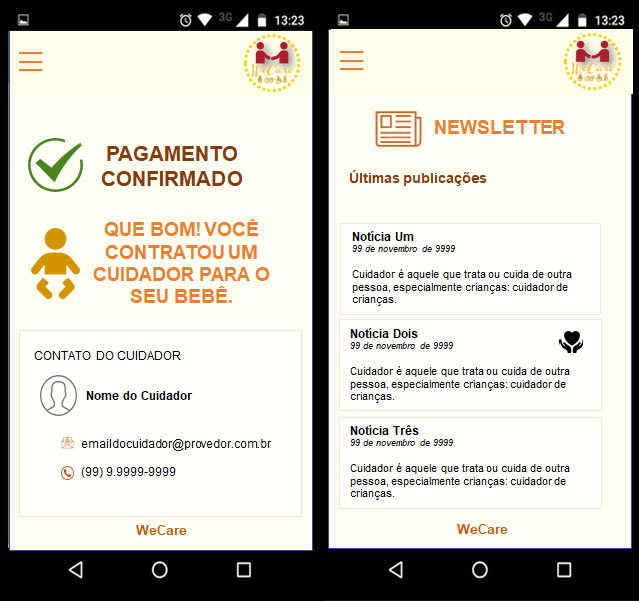 3G 13:23
WeCare
PAGAMENTO
CONFIRMADO
QUE BOM! VOCÊ
CONTRATOU UM
CUIDADOR PARA O
SEU BEBÊ.
CONTATO DO CUIDADOR
Nome do Cuidador
emaildocuidador@provedor.com.br
(99) 9.9999-9999
WeCare
3G 13:23
WeCare
NEWSLETTER
Últimas publicações
Notícia Um
99 de novembro de 9999
Cuidador é aquele que trata ou cuida de outra
pessoa, especialmente crianças: cuidador de
crianças.
Notícia Dois
99 de novembro de 9999
Cuidador é aquele que trata ou cuida de outra
pessoa, especialmente crianças: cuidador de
crianças.
Notícia Três
99 de novembro de 9999
Cuidador é aquele que trata ou cuida de outra
pessoa, especialmente crianças: cuidador de
crianças.
WeCare